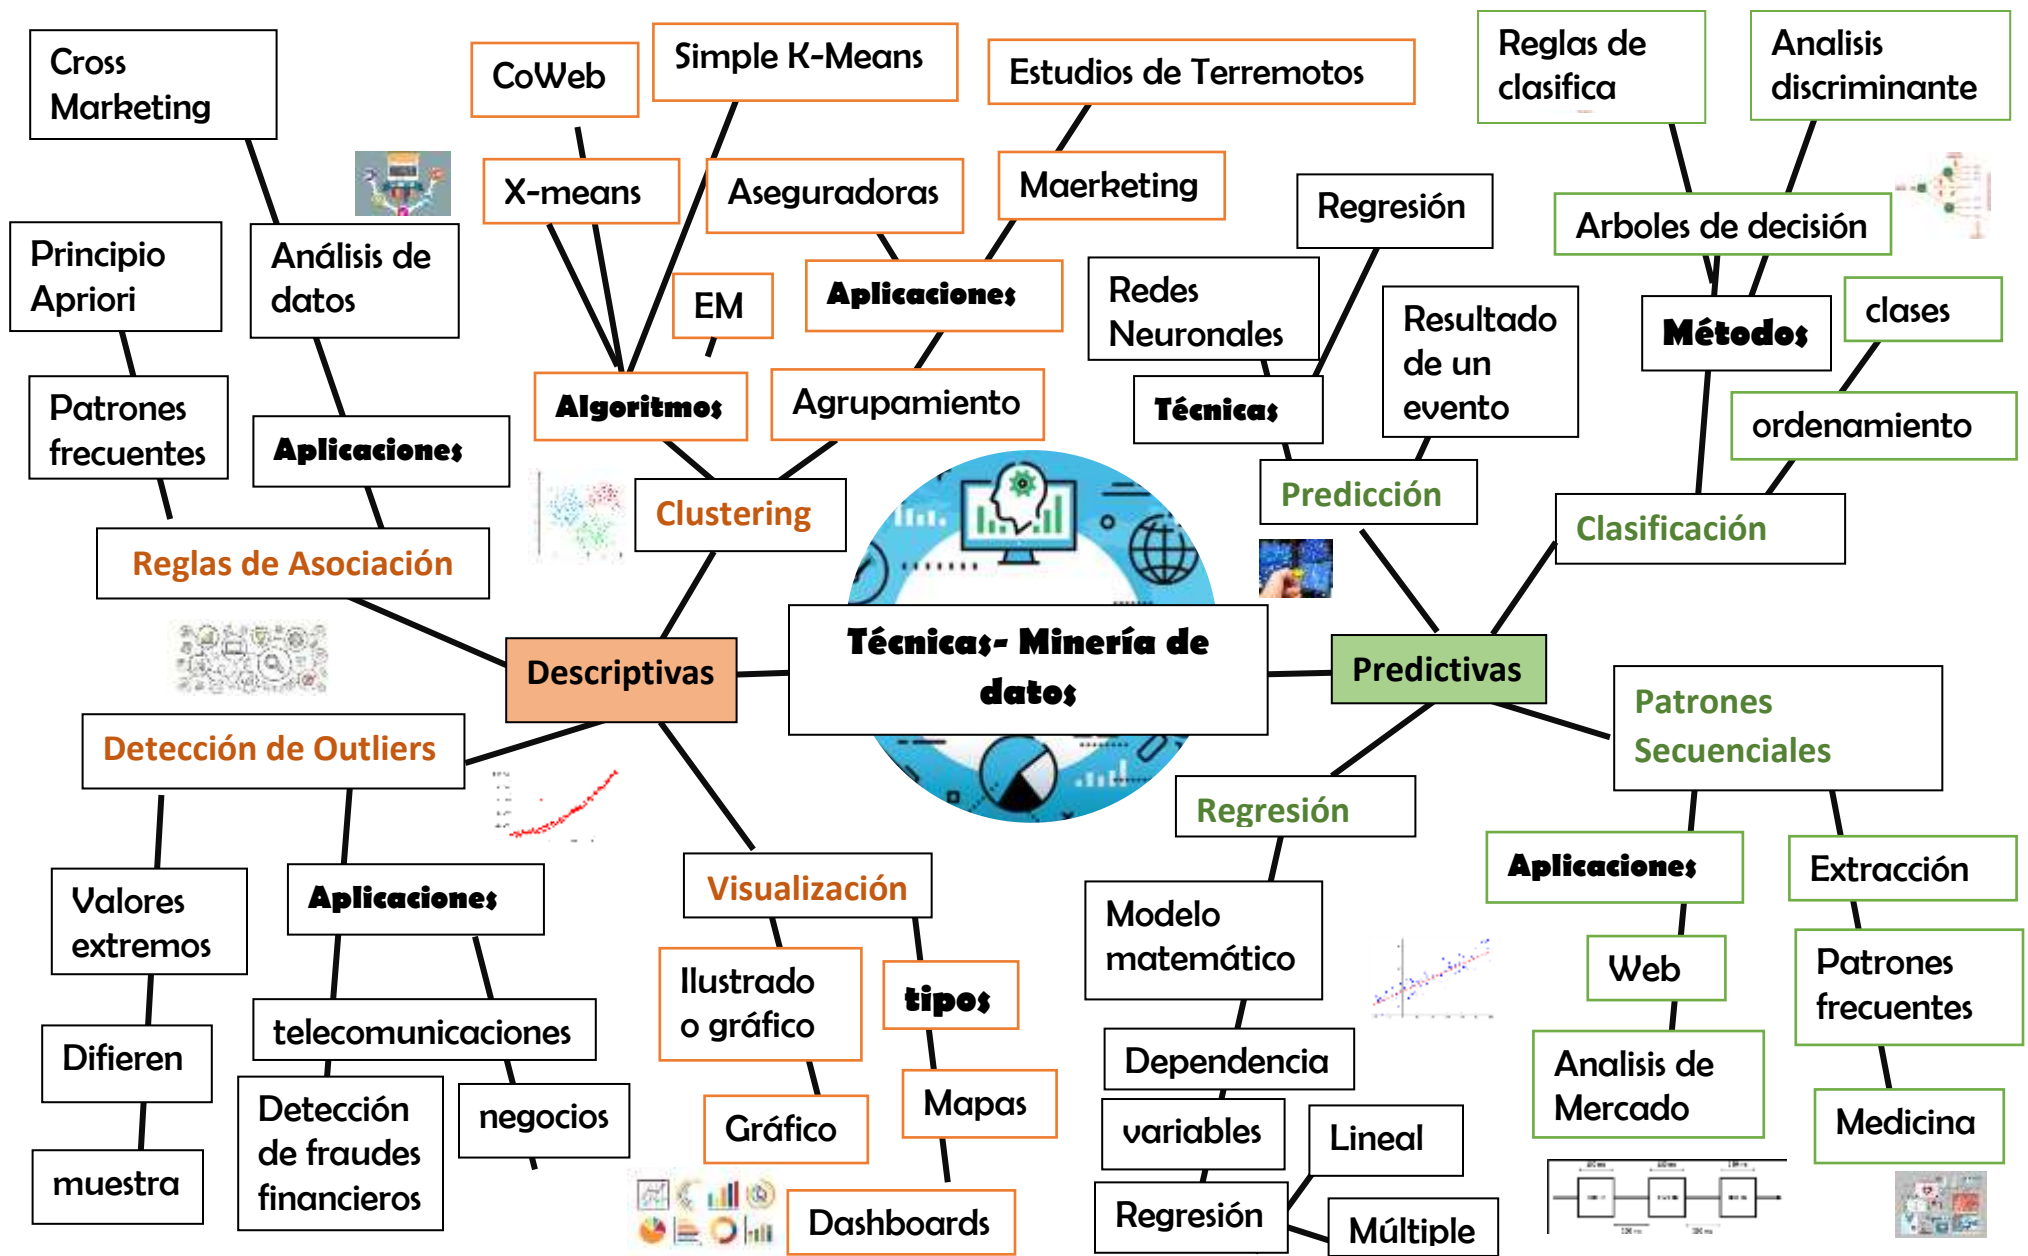 Cross
Marketing
CoWeb
Simple K-Means
Estudios de Terremotos
Reglas de
clasifica
Analisis
discriminante
X-means
Aseguradoras
Maerketing
Regresión
Arboles de decisión
Principio
Apriori
Análisis de
datos
EM
Aplicaciones
Redes
Neuronales
Resultado
de un
evento
Métodos
clases
Patrones
frecuentes
Aplicaciones
Algoritmos
Agrupamiento
Técnicas
ordenamiento
Reglas de Asociación
Clustering
Predicción
Clasificación
Descriptivas
Técnicas- Minería de
datos
Predictivas
Patrones
Secuenciales
Detección de Outliers
Regresión
Valores
extremos
Aplicaciones
Visualización
Modelo
matemático
Aplicaciones
Extracción
Ilustrado
o gráfico
tipos
Web
Patrones
frecuentes
Difieren
telecomunicaciones
Dependencia
Analisis de
Mercado
Detección
de fraudes
financieros
negocios
Gráfico
Mapas
variables
Lineal
Medicina
muestra
Dashboards
Regresión
Múltiple